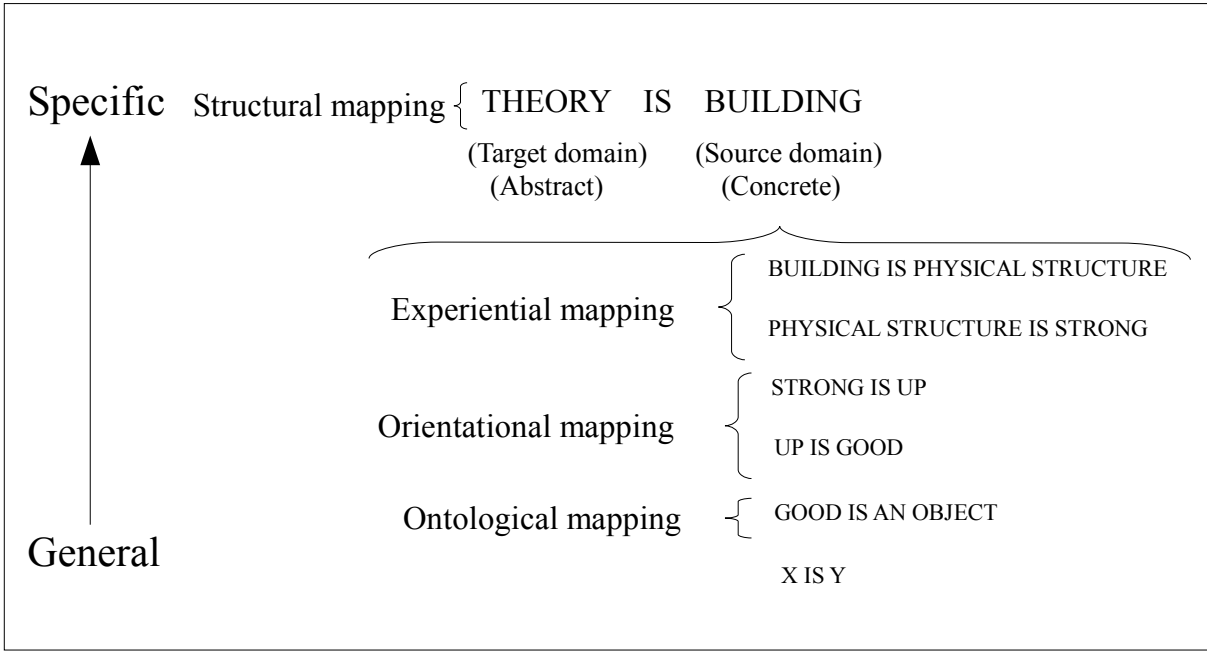 Specific Structural mapping THEORY IS BUILDING
(Target domain) (Source domain)
(Abstract) (Concrete)
BUILDING IS PHYSICAL STRUCTURE
Experiential mapping
PHYSICAL STRUCTURE IS STRONG
STRONG IS UP
Orientational mapping
UP IS GOOD
Ontological mapping GOOD IS AN OBJECT
General
X IS Y